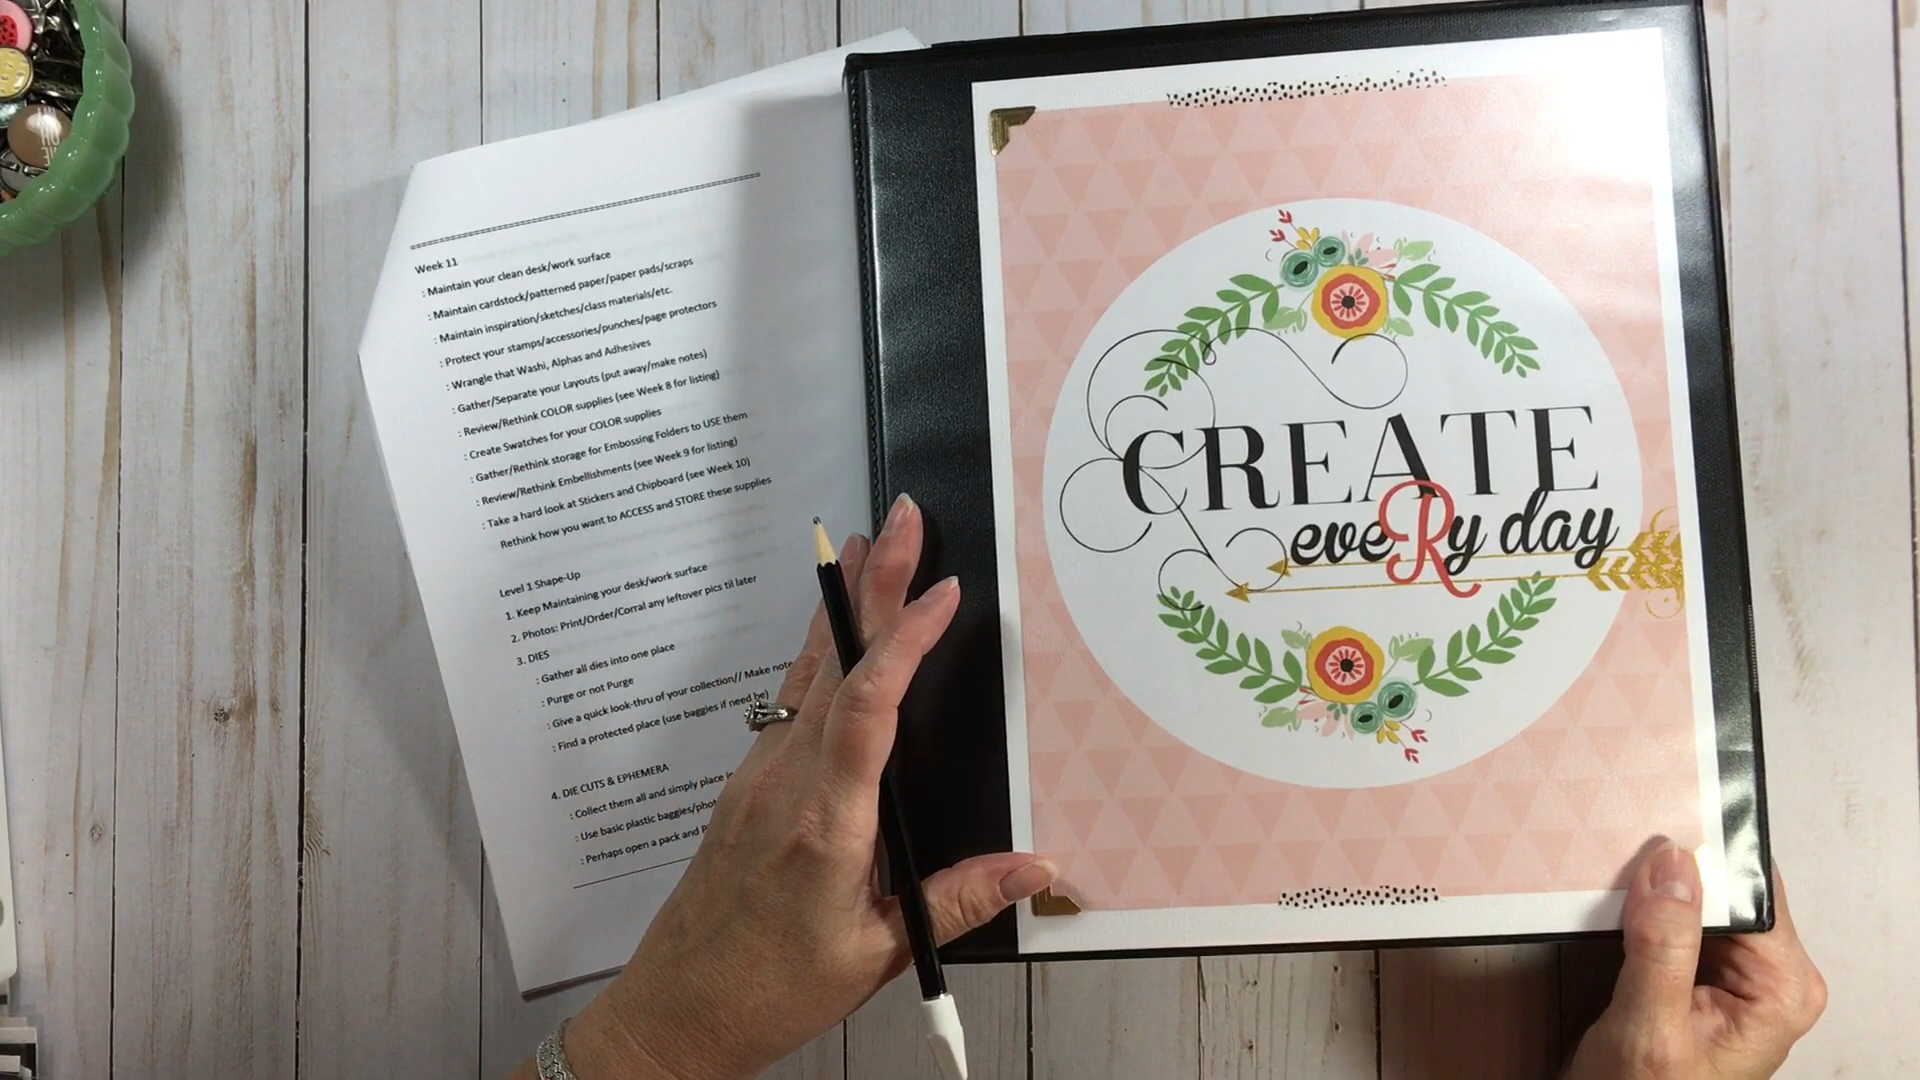 Week 11
: Maintain your clean desk/work surface
: Maintain cardstock/patterned paper/paper pads/scraps
: Maintain inspiration/sketches/class materials/etc.
: Protect your stamps/accessories/punches/page protectors
: Wrangle that Washi, Alphas and Adhesives
: Gather/Separate your Layouts (put away/make notes)
: Review/Rethink COLOR supplies (see Week 8 for listing)
: Create Swatches for your COLOR supplies
: Gather/Rethink storage for Embossing Folders to USE them
: Review/Rethink Embellishments (see Week 9 for listing)
: Take a hard look at Stickers and Chipboard (see Week 10)
Rethink how you want to ACCESS and STORE these supplies
Level 1 Shape-Up
1. Keep Maintaining your desk/work surface
2. Photos: Print/Order/Corral any leftover pics til later
3. DIES
: Gather all dies into one place
: Purge or not Purge
: Give a quick look-thru of your collection// Make note
: Find a protected place (use baggies if need be)
4. DIE CUTS & EPHEMERA
: Collect them all and simply place
: Use basic plastic baggies/
: Perhaps open a pack and
CREATE
eveRy day